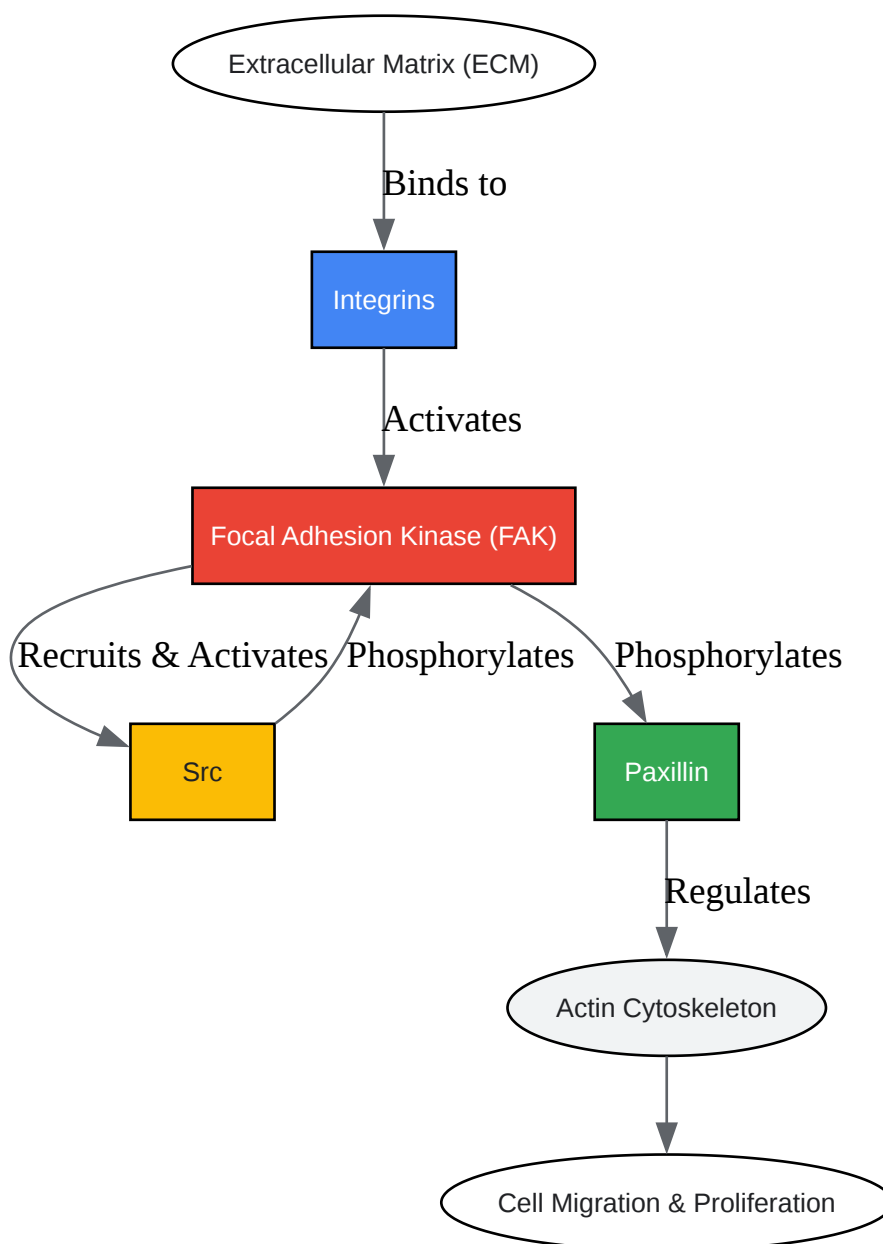 Extracellular Matrix (ECM)
Binds to
Integrins
Activates
Focal Adhesion Kinase (FAK)
Recruits & Activates
Phosphorylates
Phosphorylates
Src
Paxillin
Regulates
Actin Cytoskeleton
Cell Migration & Proliferation